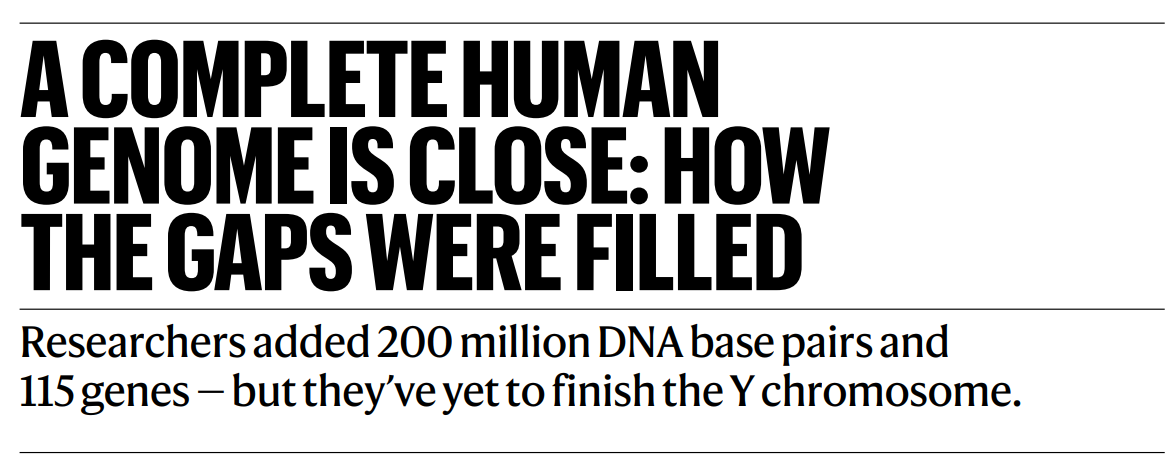 A COMPLETE HUMAN
GENOME IS CLOSE: HOW
THE GAPS WERE FILLED
Researchers added 200 million DNA base pairs and
115 genes — but they’ve yet to finish the Y chromosome.